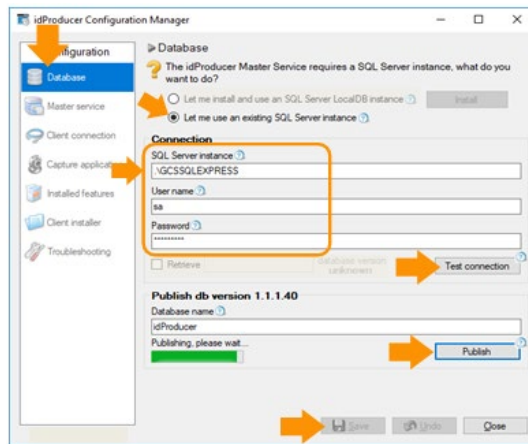 idProducer Configuration Manager
Configuration
Database
Master service
Client connection
Capture applicat
Installed features
Client installer
Troubleshooting
Database
The idProducer Master Service requires a SQL Server instance, what do you
want to do?
Let me install and use an SQL Server LocalDB instance
Install
Let me use an existing SQL Server instance
Connection
SQL Server instance
.\GCSSQLEXPRESS
User name
sa
Password
*********
Retrieve
database version
unknown
Test connection
Publish db version 1.1.1.40
Database name
idProducer
Publishing, please wait...
Publish
Save
Undo
Close